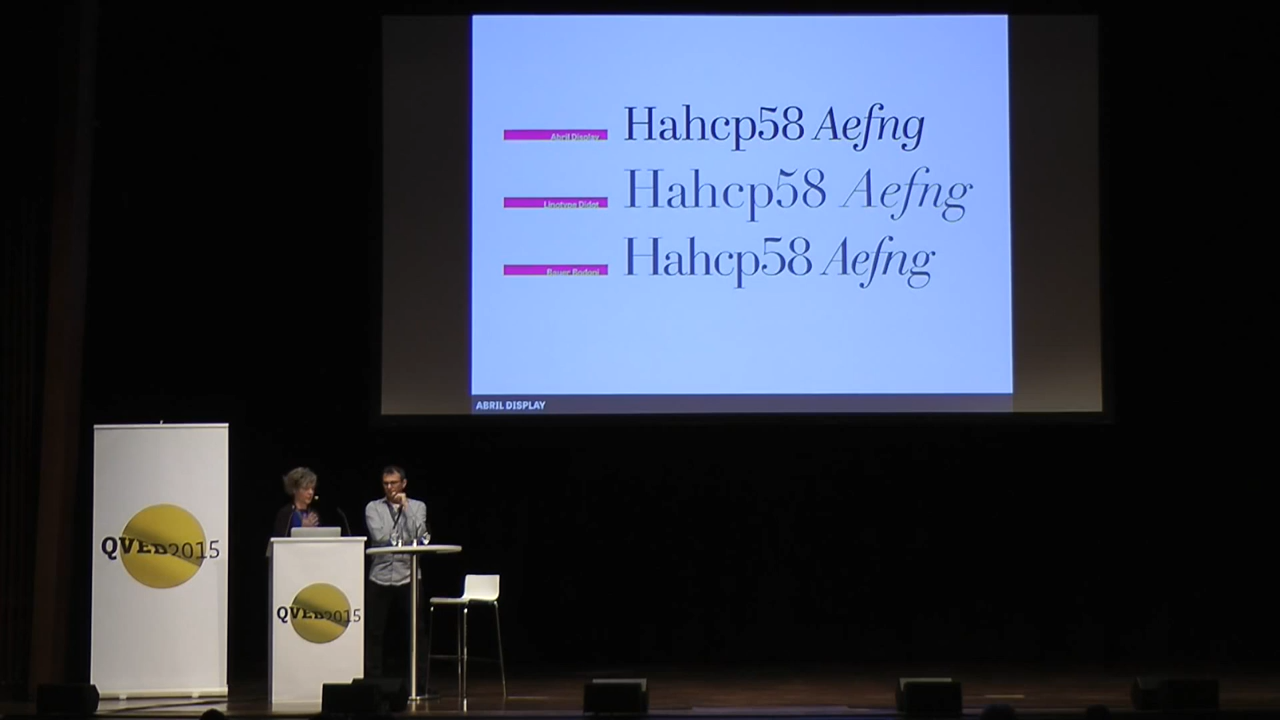 Abril Display
Hahcp58 Aefng
Linotype Didot
Hahcp58 Aefng
Bauer Bodoni
Hahcp58 Aefng
ABRIL DISPLAY
QVED2015
QVED2015